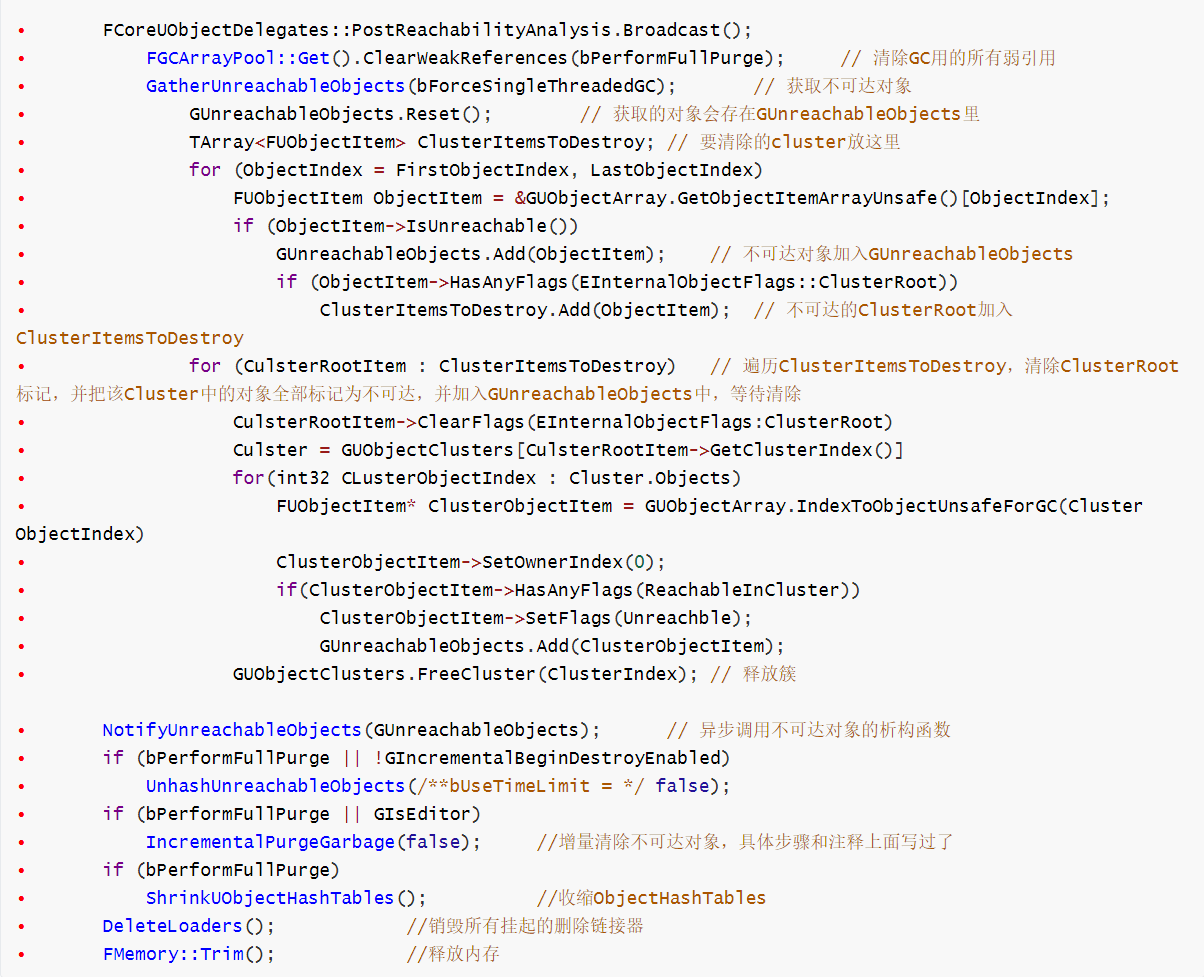 FCoreUObjectDelegates::PostReachabilityAnalysis.Broadcast();
FGCArrayPool::Get().ClearWeakReferences(bPerformFullPurge);     // 清除GC用的所有弱引用
GatherUnreachableObjects(bForceSingleThreadedGC);       // 获取不可达对象
GUnreachableObjects.Reset();        // 获取的对象会存在GUnreachableObjects里
TArray<FUObjectItem> ClusterItemsToDestroy; // 要清除的cluster放这里
for (ObjectIndex = FirstObjectIndex, LastObjectIndex)
FUObjectItem ObjectItem = &GUObjectArray.GetObjectItemArrayUnsafe()[ObjectIndex];
if (ObjectItem->IsUnreachable())
GUnreachableObjects.Add(ObjectItem);    // 不可达对象加入GUnreachableObjects
if (ObjectItem->HasAnyFlags(EInternalObjectFlags::ClusterRoot))
ClusterItemsToDestroy.Add(ObjectItem);  // 不可达的ClusterRoot加入
ClusterItemsToDestroy
for (CulsterRootItem : ClusterItemsToDestroy)   // 遍历ClusterItemsToDestroy，清除ClusterRoot
标记，并把该Cluster中的对象全部标记为不可达，并加入GUnreachableObjects中，等待清除
CulsterRootItem->ClearFlags(EInternalObjectFlags:ClusterRoot)
Culster = GUObjectClusters[CulsterRootItem->GetClusterIndex()]
for(int32 CLusterObjectIndex : Cluster.Objects)
FUObjectItem* ClusterObjectItem = GUObjectArray.IndexToObjectUnsafeForGC(Cluster
ObjectIndex)
ClusterObjectItem->SetOwnerIndex(0);
if(ClusterObjectItem->HasAnyFlags(ReachableInCluster))
ClusterObjectItem->SetFlags(Unreachble);
GUnreachableObjects.Add(ClusterObjectItem);
GUObjectClusters.FreeCluster(ClusterIndex); // 释放簇
NotifyUnreachableObjects(GUnreachableObjects);      // 异步调用不可达对象的析构函数
if (bPerformFullPurge || !GIncrementalBeginDestroyEnabled)
UnhashUnreachableObjects(/**bUseTimeLimit = */ false);
if (bPerformFullPurge || GIsEditor)
IncrementalPurgeGarbage(false);     //增量清除不可达对象，具体步骤和注释上面写过了
if (bPerformFullPurge)
ShrinkUObjectHashTables();          //收缩ObjectHashTables
DeleteLoaders();            //销毁所有挂起的删除链接器
FMemory::Trim();            //释放内存